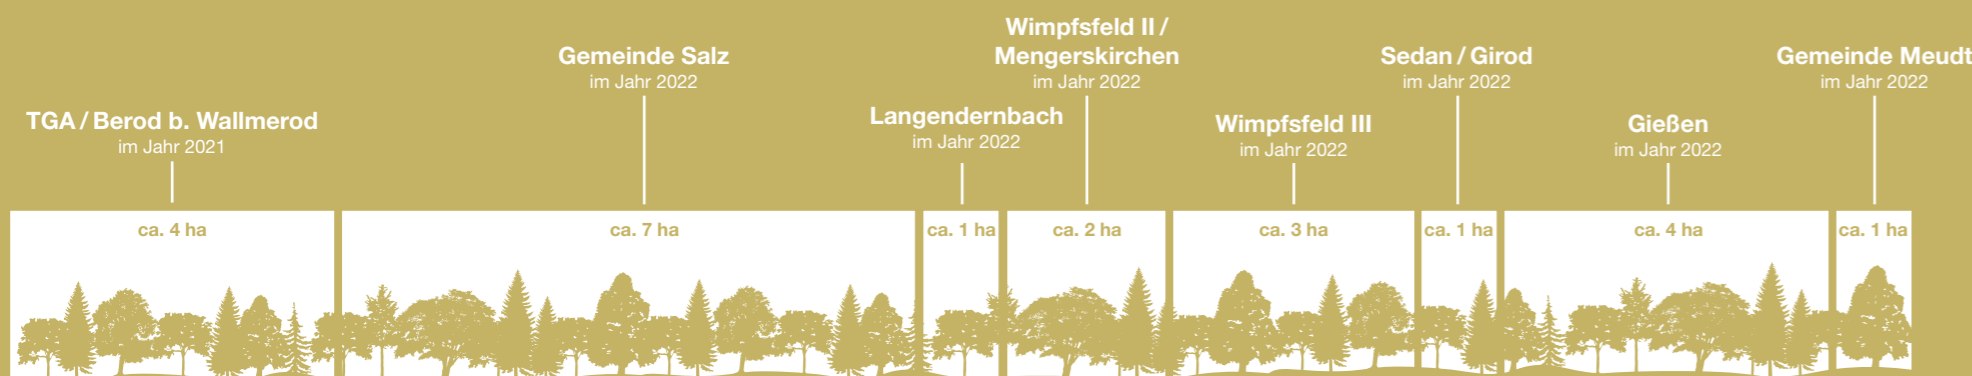 TGA / Berod b. Wallmerod
im Jahr 2021
ca. 4 ha
Gemeinde Salz
im Jahr 2022
ca. 7 ha
Langendernbach
im Jahr 2022
ca. 1 ha
Wimpfsfeld II /
Mengerskirchen
im Jahr 2022
ca. 2 ha
Wimpfsfeld III
im Jahr 2022
ca. 3 ha
Sedan / Girod
im Jahr 2022
ca. 1 ha
Gießen
im Jahr 2022
ca. 4 ha
Gemeinde Meudt
im Jahr 2022
ca. 1 ha